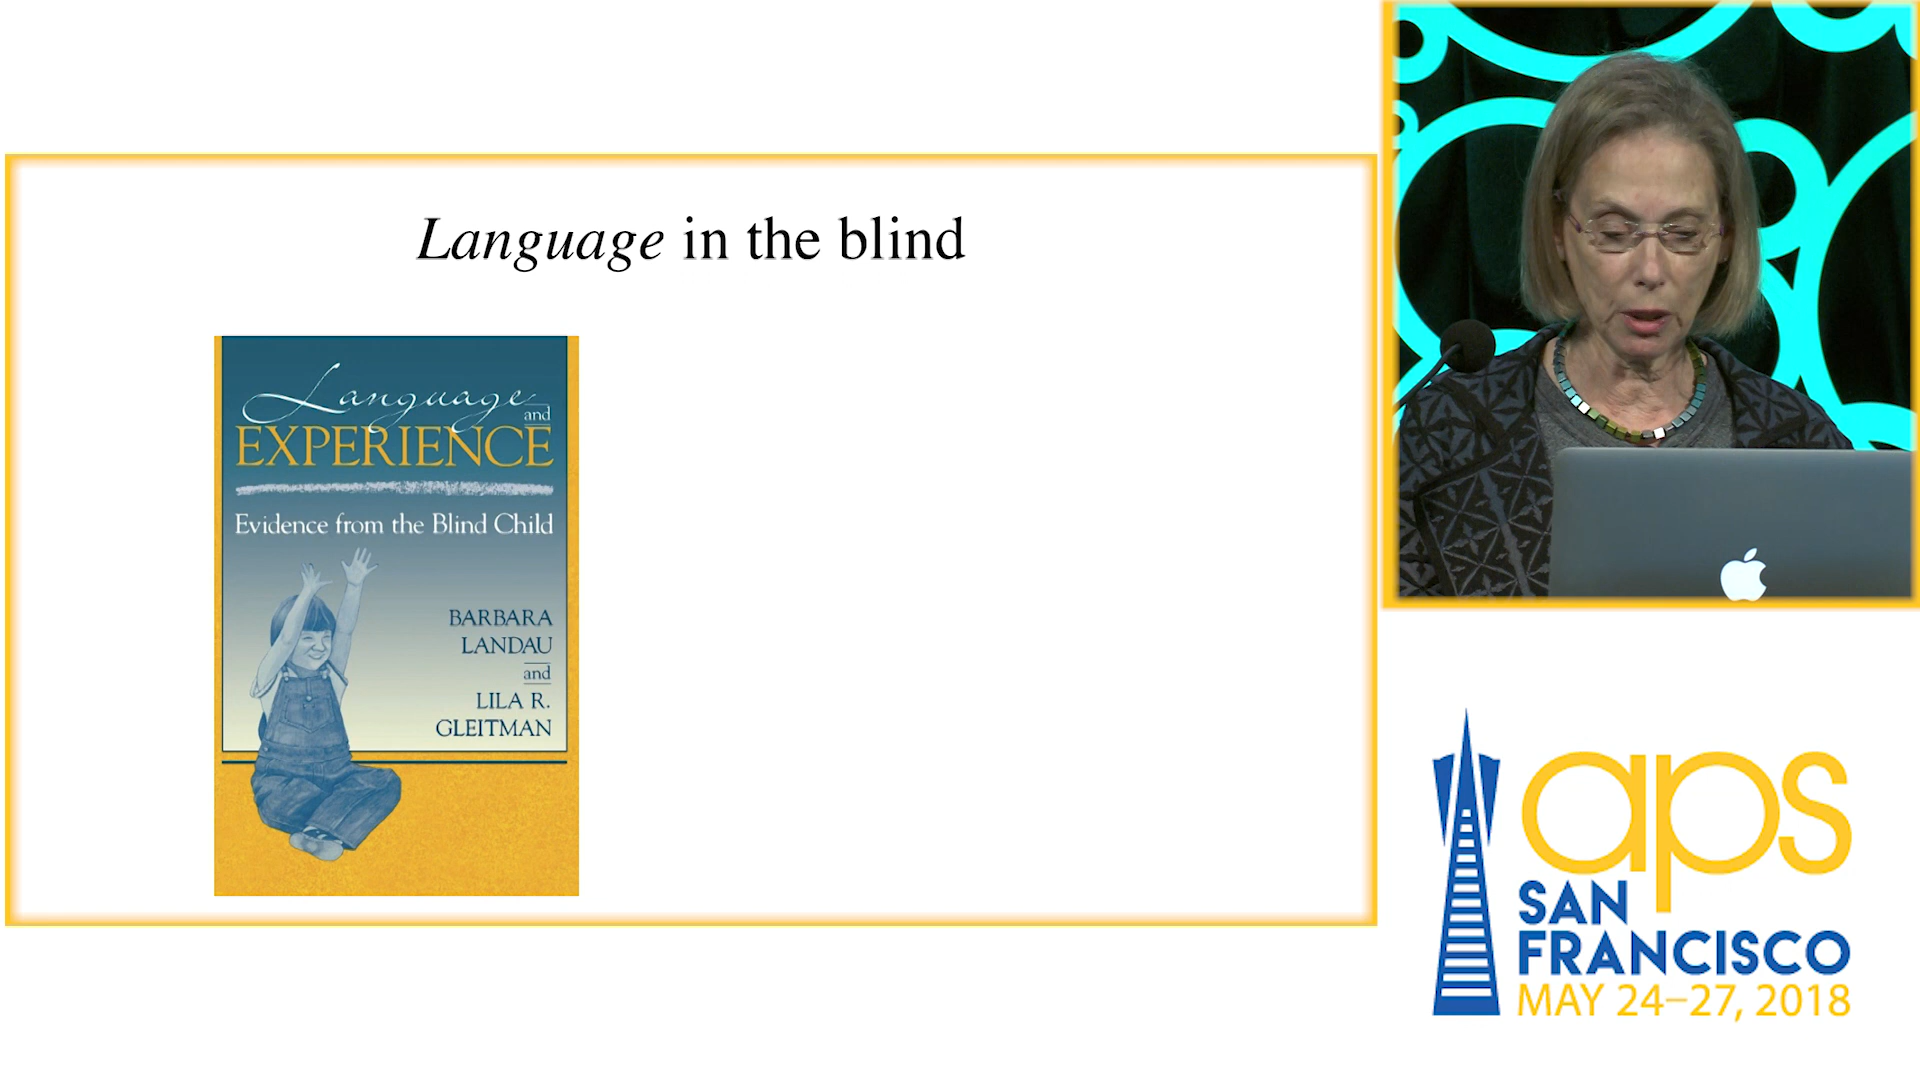 Language in the blind
Language
and
EXPERIENCE
Evidence from the Blind Child
BARBARA
LANDAU
and
LILA R.
GLEITMAN
aps
SAN
FRANCISCO
MAY 24–27, 2018